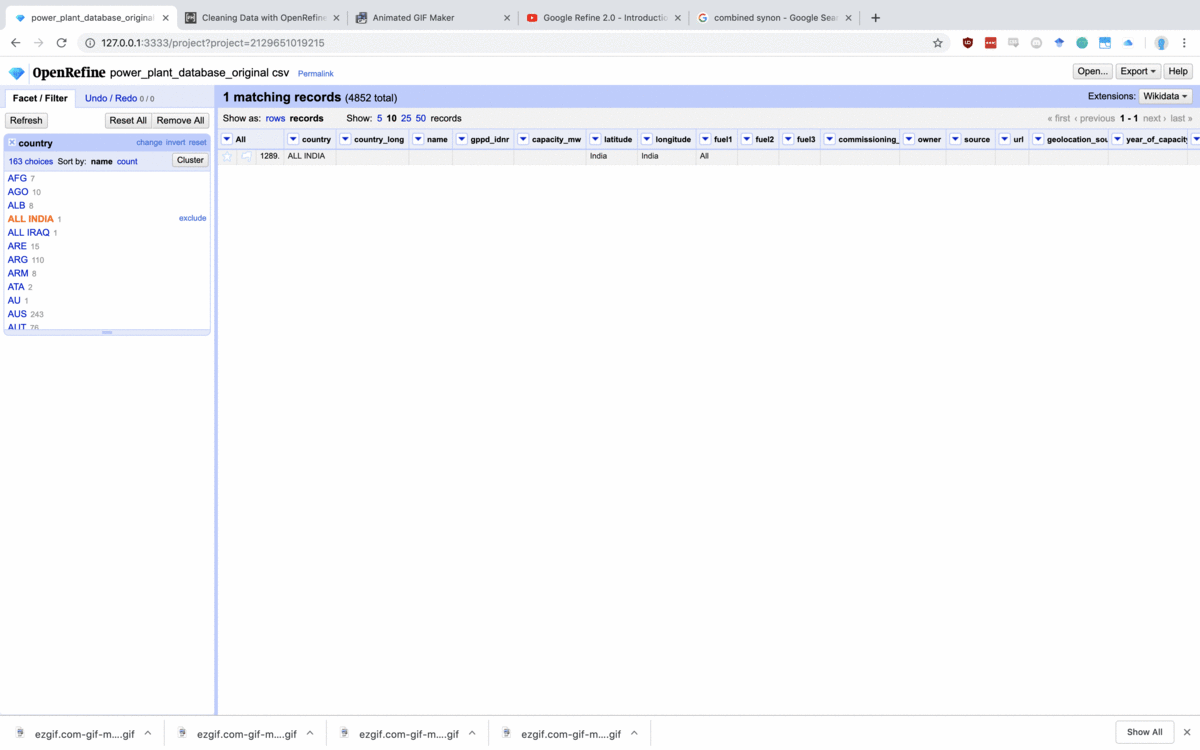 power_plant_database_original
Cleaning Data with OpenRefine
Animated GIF Maker
Google Refine 2.0 - Introductio
combined synon - Google Sear
127.0.0.1:3333/project?project=2129651019215
OpenRefine power_plant_database_original csv Permalink
Open... Export Help
Facet / Filter Undo / Redo 0 / 0
1 matching records (4852 total)
Extensions: Wikidata
Refresh Reset All Remove All
Show as: rows records Show: 5 10 25 50 records
« first ‹ previous 1 - 1 next › last »
country change invert reset
163 choices Sort by: name count Cluster
All country country_long name gppd_idnr capacity_mw latitude longitude fuel1 fuel2 fuel3 commissioning_ owner source url geolocation_sou year_of_capacity
1289. ALL INDIA India India All
AFG 7
AGO 10
ALB 8
ALL INDIA 1 exclude
ALL IRAQ 1
ARE 15
ARG 110
ARM 8
ATA 2
AU 1
AUS 243
AUT 76
ezgif.com-gif-m....gif
ezgif.com-gif-m....gif
ezgif.com-gif-m....gif
ezgif.com-gif-m....gif
Show All